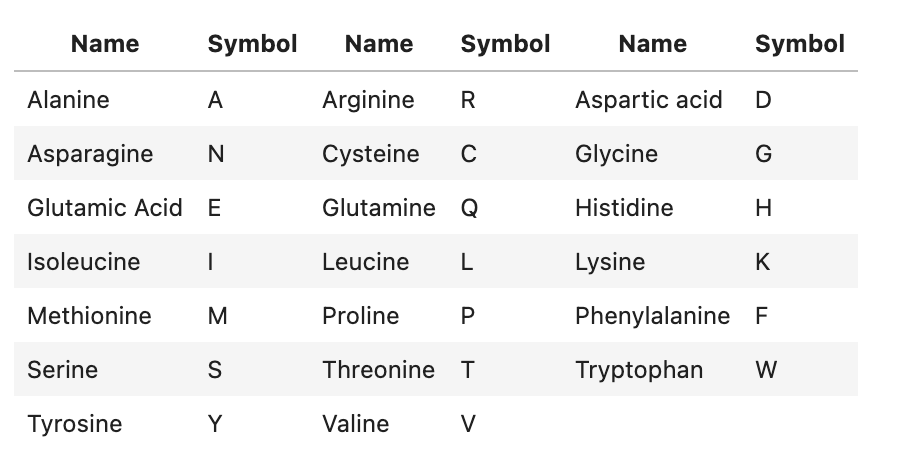 Name Symbol Name Symbol Name Symbol
Alanine A Arginine R Aspartic acid D
Asparagine N Cysteine C Glycine G
Glutamic Acid E Glutamine Q Histidine H
Isoleucine I Leucine L Lysine K
Methionine M Proline P Phenylalanine F
Serine S Threonine T Tryptophan W
Tyrosine Y Valine V